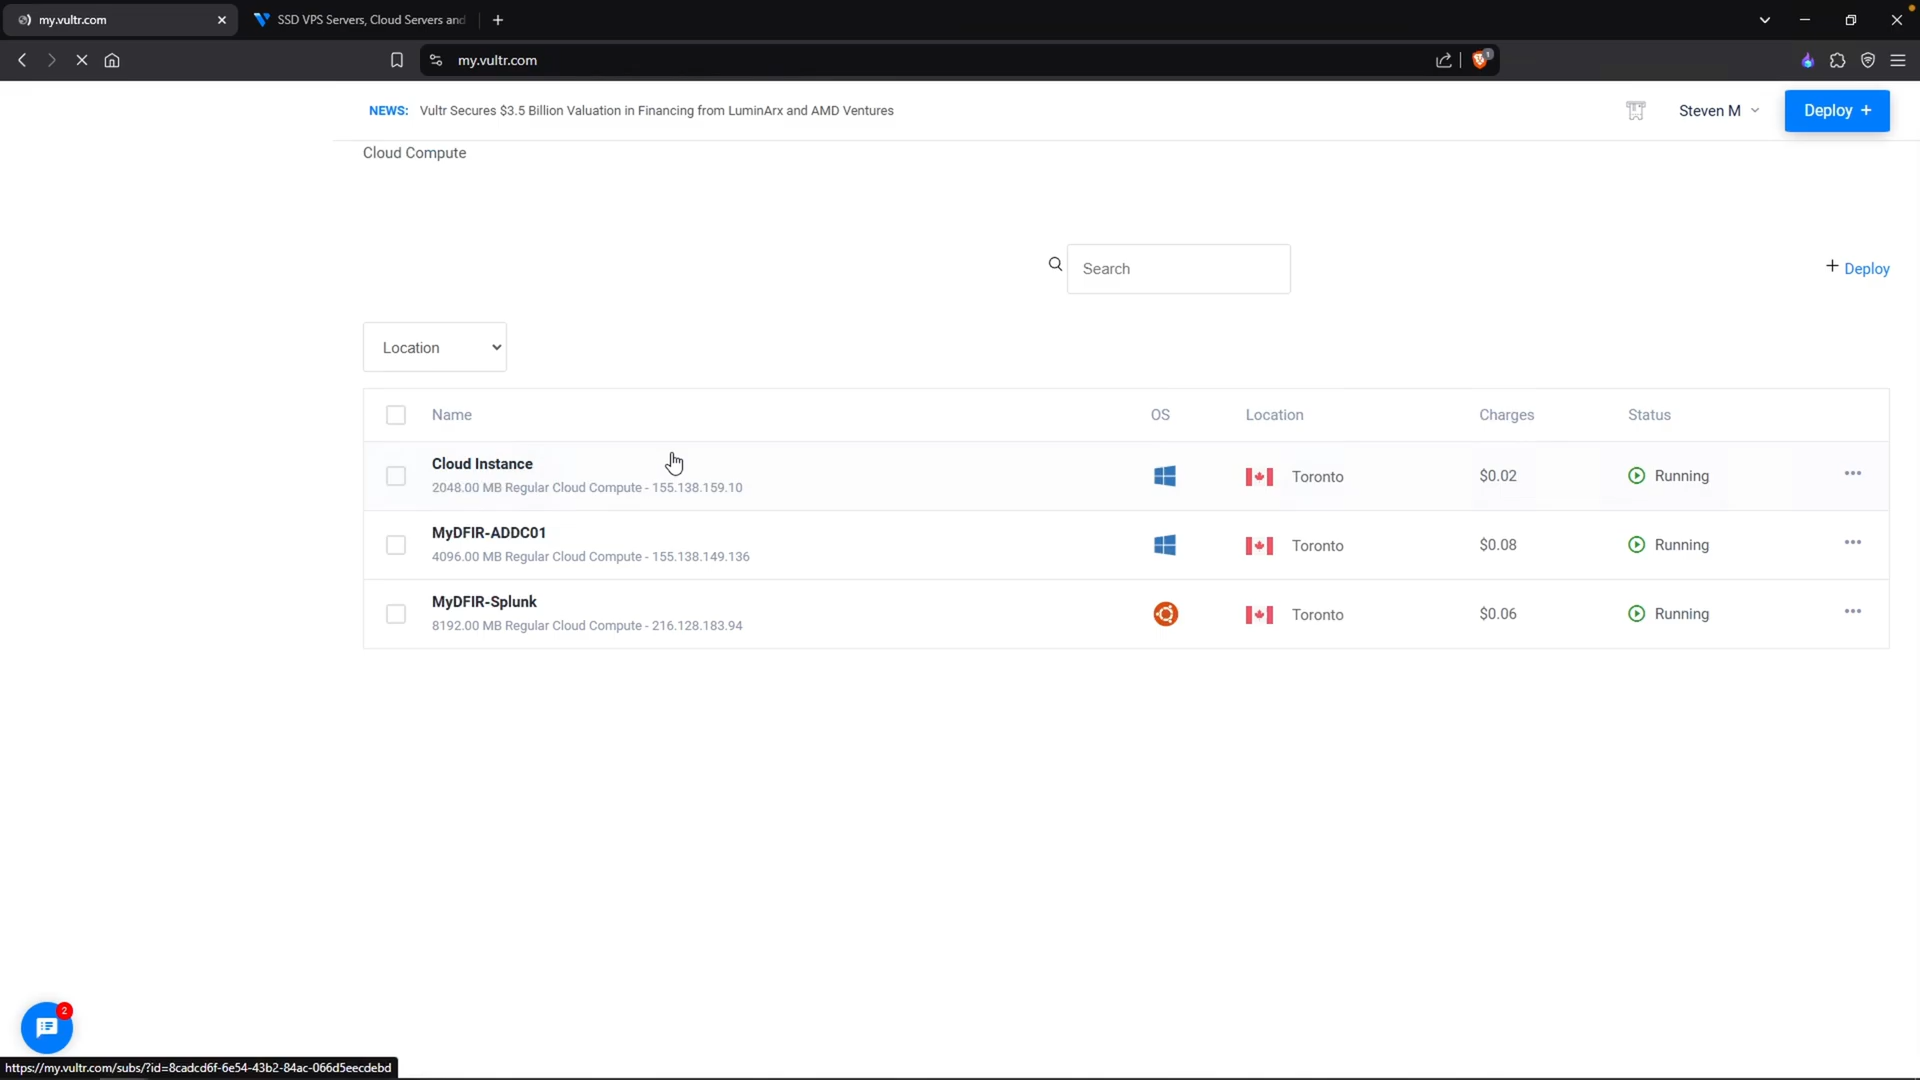 my.vultr.com
SSD VPS Servers, Cloud Servers and
my.vultr.com
1
NEWS: Vultr Secures $3.5 Billion Valuation in Financing from LuminArx and AMD Ventures
Steven M
Deploy +
Cloud Compute
Search
+ Deploy
Location
Name OS Location Charges Status
Cloud Instance
2048.00 MB Regular Cloud Compute - 155.138.159.10
Toronto $0.02 Running
MyDFIR-ADDC01
4096.00 MB Regular Cloud Compute - 155.138.149.136
Toronto $0.08 Running
MyDFIR-Splunk
8192.00 MB Regular Cloud Compute - 216.128.183.94
Toronto $0.06 Running
2
https://my.vultr.com/subs/?id=8cadcd6f-6e54-43b2-84ac-066d5eecdebd